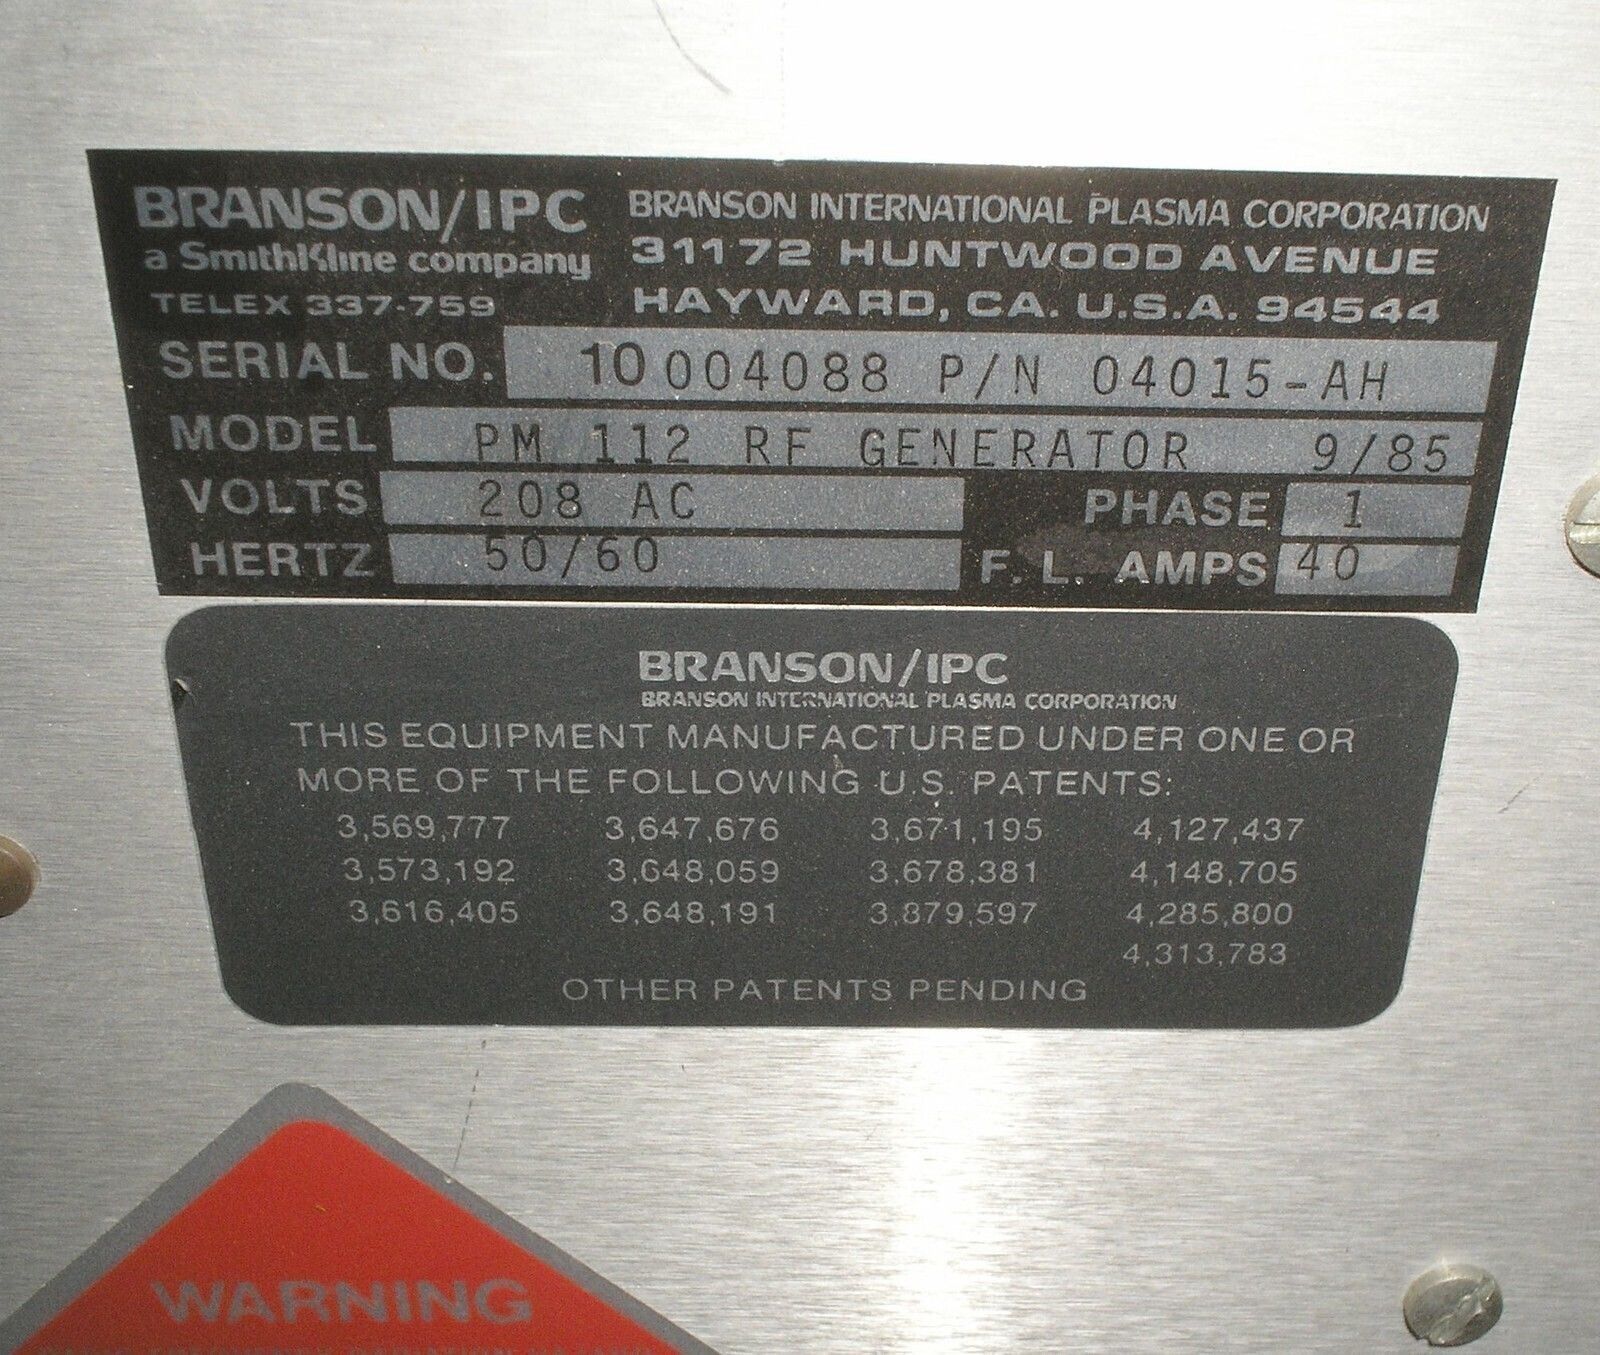 BRANSON/IPC
a SmithKline company
TELEX 337-759
BRANSON INTERNATIONAL PLASMA CORPORATION
31172 HUNTWOOD AVENUE
HAYWARD, CA. U.S.A. 94544
SERIAL NO. 10004088 P/N 04015-AH
MODEL PM 112 RF GENERATOR 9/85
VOLTS 208 AC PHASE 1
HERTZ 50/60 F. L. AMPS 40
BRANSON/IPC
BRANSON INTERNATIONAL PLASMA CORPORATION
THIS EQUIPMENT MANUFACTURED UNDER ONE OR
MORE OF THE FOLLOWING U.S. PATENTS:
3,569,777 3,647,676 3,671,195 4,127,437
3,573,192 3,648,059 3,678,381 4,148,705
3,616,405 3,648,191 3,879,597 4,285,800
4,313,783
OTHER PATENTS PENDING
WARNING